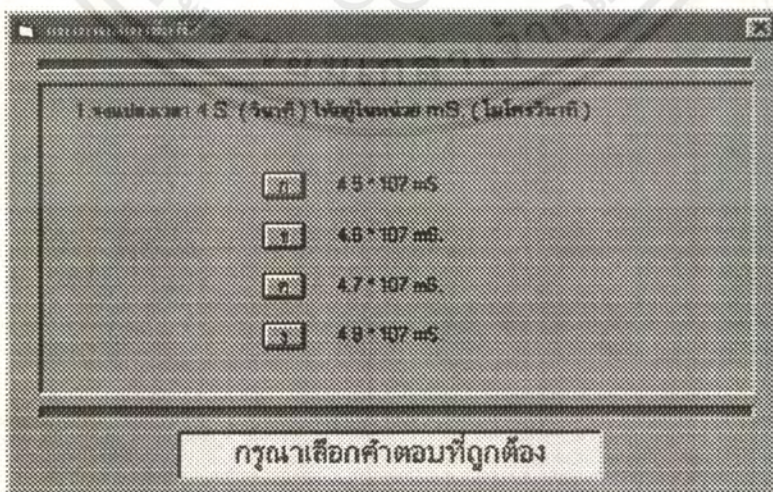 1.จงแปลงเวลา 4 S. (วินาที) ให้อยู่ในหน่วย mS. (ไมโครวินาที)
ก 4.5 * 107 mS.
ข 4.6 * 107 mS.
ค 4.7 * 107 mS.
ง 4.8 * 107 mS.
กรุณาเลือกคำตอบที่ถูกต้อง